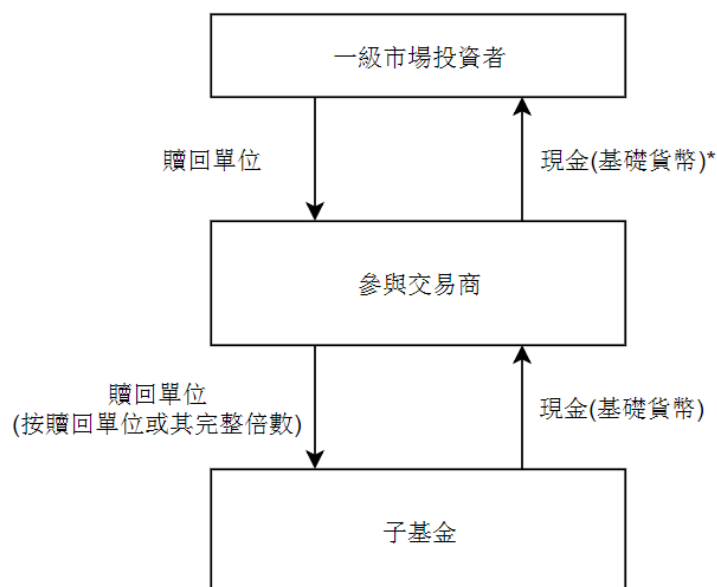 一級市場投資者
贖回單位
現金(基礎貨幣)*
參與交易商
贖回單位
(按贖回單位或其完整倍數)
現金(基礎貨幣)
子基金